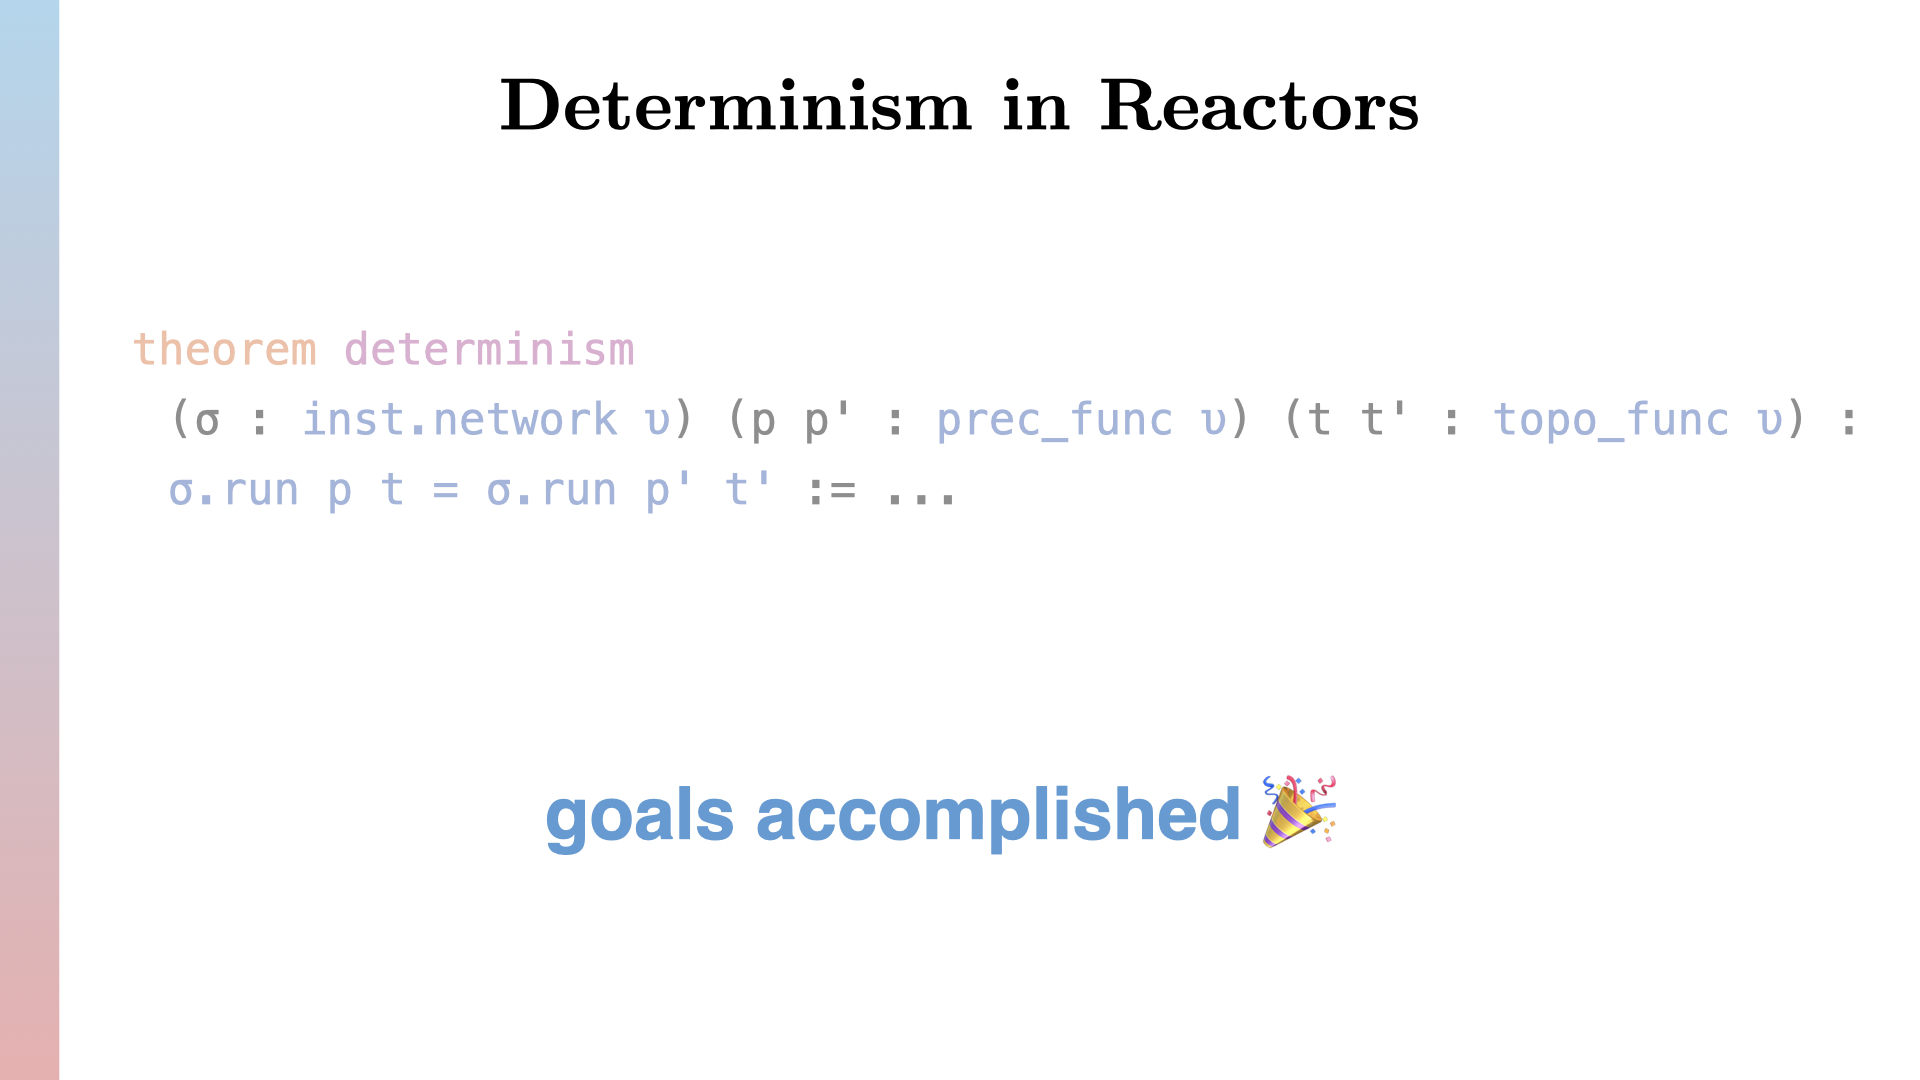 Determinism in Reactors
theorem determinism
(σ : inst.network υ) (p p' : prec_func υ) (t t' : topo_func υ) :
σ.run p t = σ.run p' t' := ...
goals accomplished 🎉